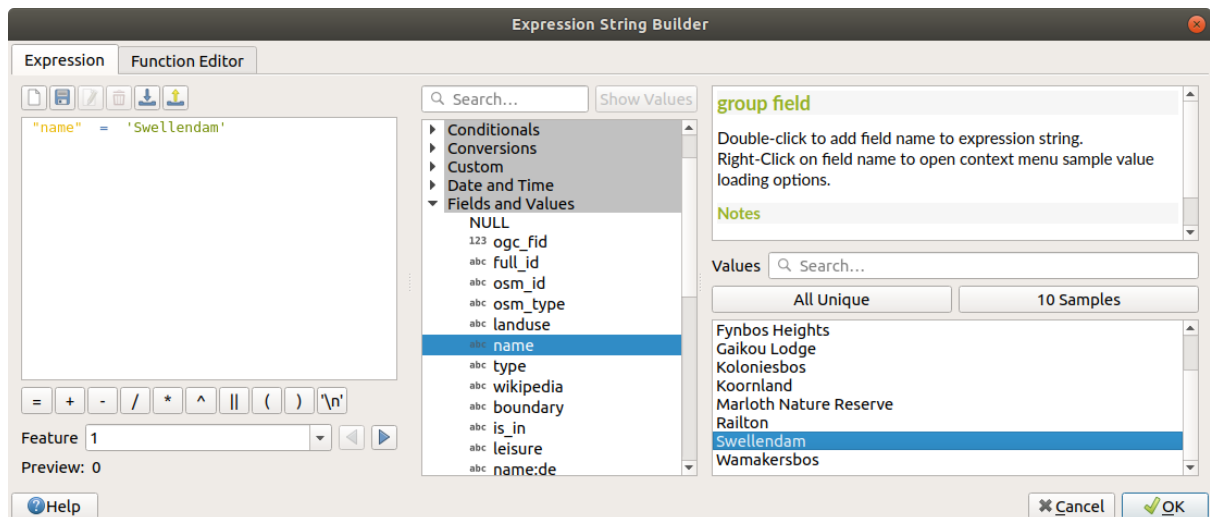 Expression String Builder
Expression
Function Editor
"name" = 'Swellendam'
= + - / * ^ || ( ) '\n'
Feature 1
Preview: 0
Search...
Show Values
Conditionals
Conversions
Custom
Date and Time
Fields and Values
NULL
123 ogc_fid
abc full_id
abc osm_id
abc osm_type
abc landuse
abc name
abc type
abc wikipedia
abc boundary
abc is_in
abc leisure
abc name:de
group field
Double-click to add field name to expression string.
Right-Click on field name to open context menu sample value
loading options.
Notes
Values Search...
All Unique
10 Samples
Fynbos Heights
Gaikou Lodge
Koloniesbos
Koornland
Marloth Nature Reserve
Railton
Swellendam
Wamakersbos
Help
Cancel
OK